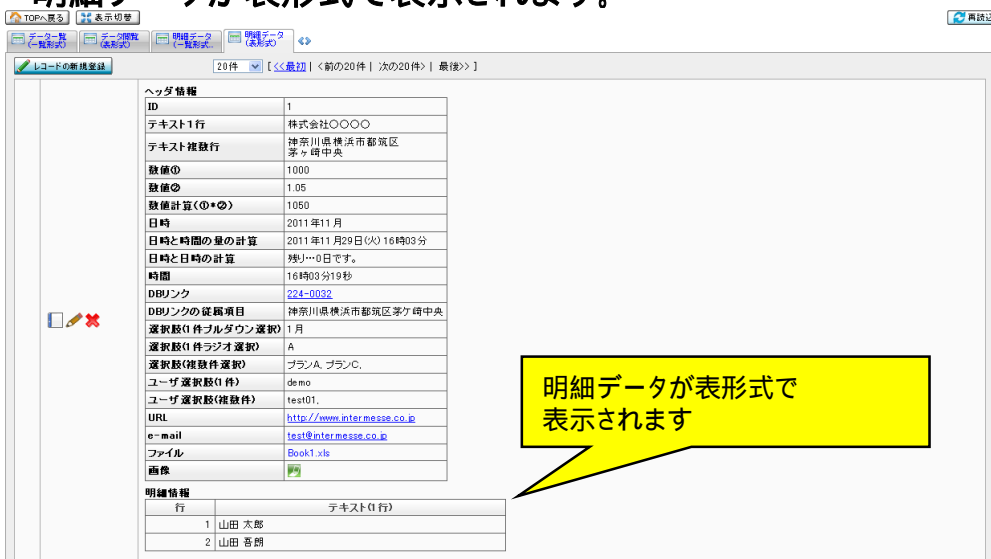 明細データが表形式で表示されます。
TOPへ戻る 表示切替 再読込
データ一覧(一覧形式) データ閲覧(表形式) 明細データ(一覧形式.. 明細データ(表形式)
レコードの新規登録 20件 [ <<最初 | <前の20件 | 次の20件> | 最後>> ]
ヘッダ情報
ID 1
テキスト1行 株式会社○○○○
テキスト複数行 神奈川県横浜市都筑区
茅ヶ崎中央
数値① 1000
数値② 1.05
数値計算(①*②) 1050
日時 2011年11月
日時と時間の量の計算 2011年11月29日(火) 16時03分
日時と日時の計算 残り…0日です。
時間 16時03分19秒
DBリンク 224-0032
DBリンクの従属項目 神奈川県横浜市都筑区茅ケ崎中央
選択肢(1件プルダウン選択) 1月
選択肢(1件ラジオ選択) A
選択肢(複数件選択) プランA, プランC,
ユーザ選択肢(1件) demo
ユーザ選択肢(複数件) test01,
URL http://www.intermesse.co.jp
e-mail test@intermesse.co.jp
ファイル Book1.xls
画像
明細データが表形式で
表示されます
明細情報
行 テキスト(1行)
1 山田 太郎
2 山田 吾朗